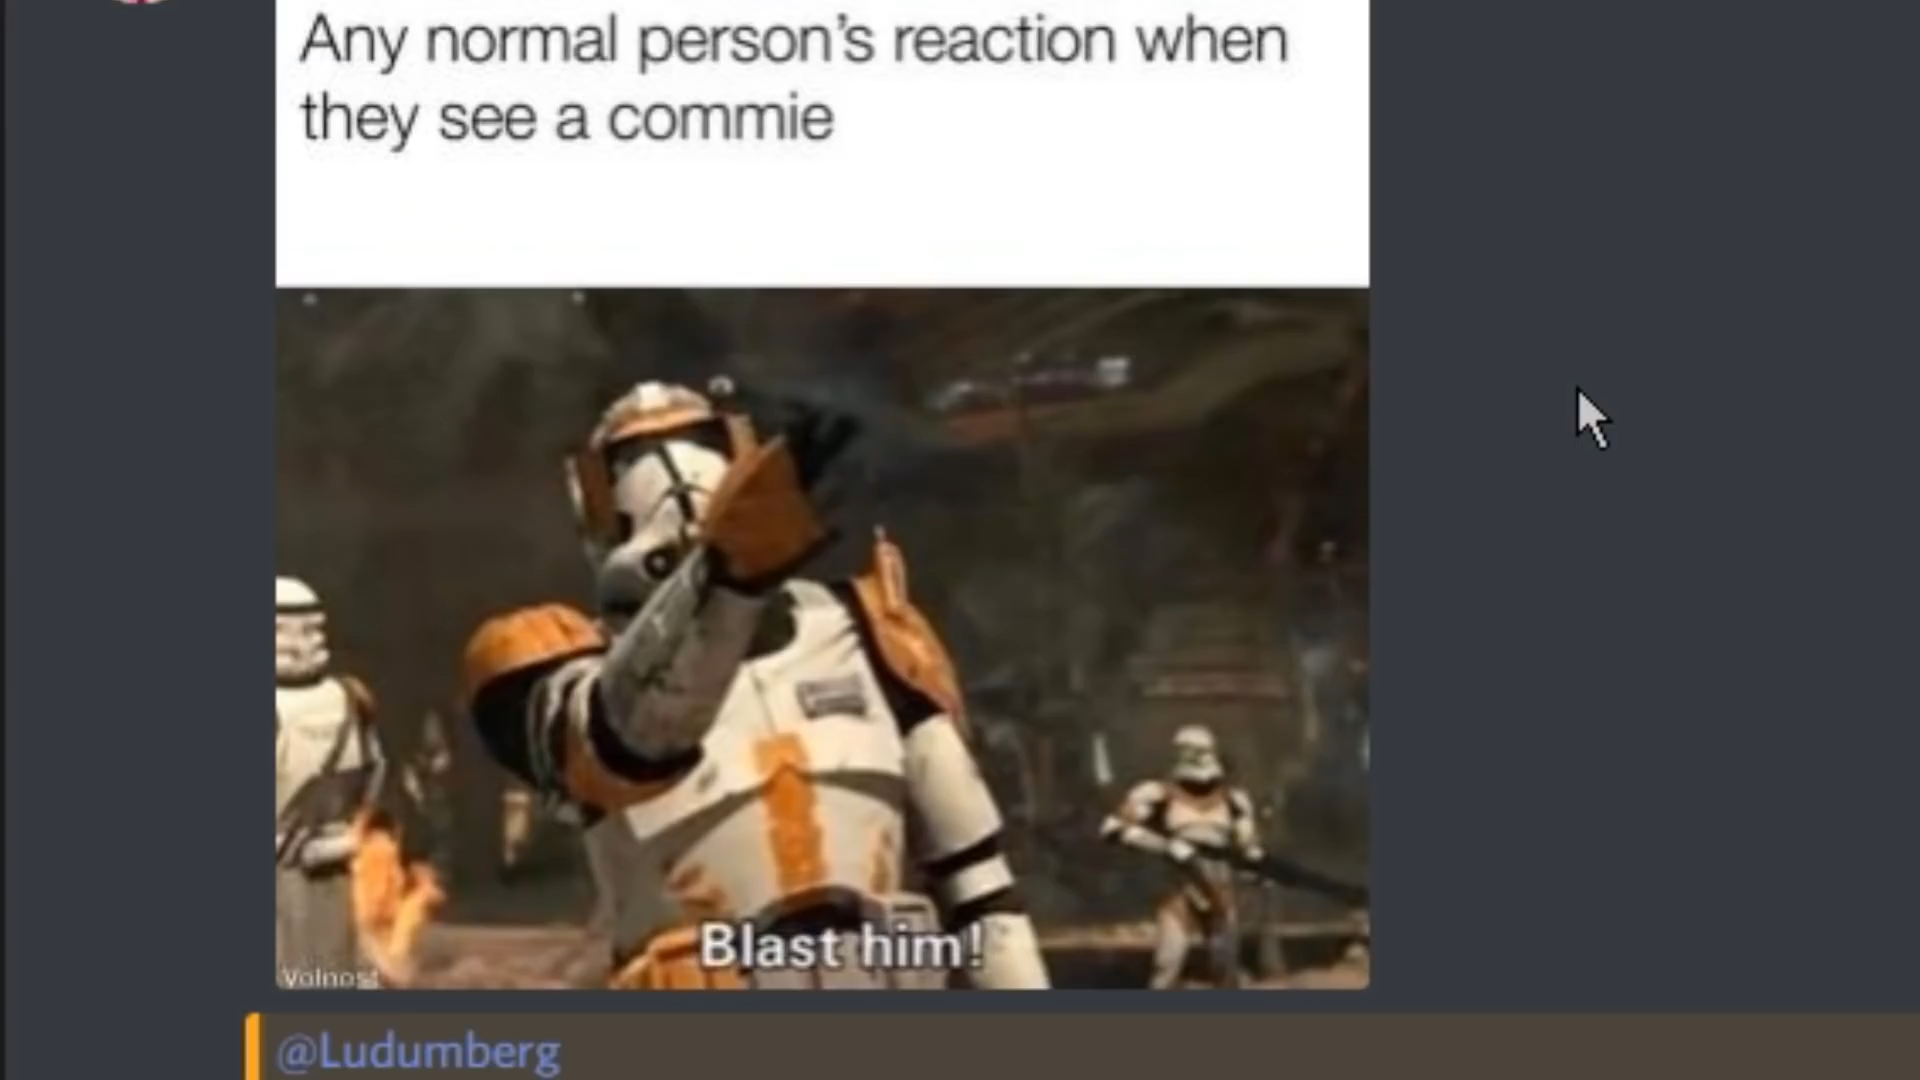 Any normal person's reaction when
they see a commie
Blast him!
Volnost
@Ludumberg